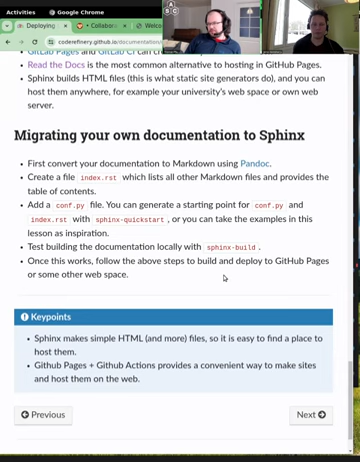 Activities Google Chrome
Deploying Collabora Welco
coderefinery.github.io/documentation/
GitLab Pages and GitLab CI can
Read the Docs is the most common alternative to hosting in GitHub Pages.
Sphinx builds HTML files (this is what static site generators do), and you can
host them anywhere, for example your university's web space or own web
server.
Migrating your own documentation to Sphinx
First convert your documentation to Markdown using Pandoc.
Create a file index.rst which lists all other Markdown files and provides the
table of contents.
Add a conf.py file. You can generate a starting point for conf.py and
index.rst with sphinx-quickstart, or you can take the examples in this
lesson as inspiration.
Test building the documentation locally with sphinx-build.
Once this works, follow the above steps to build and deploy to GitHub Pages
or some other web space.
Keypoints
Sphinx makes simple HTML (and more) files, so it is easy to find a place to
host them.
Github Pages + Github Actions provides a convenient way to make sites
and host them on the web.
Previous Next